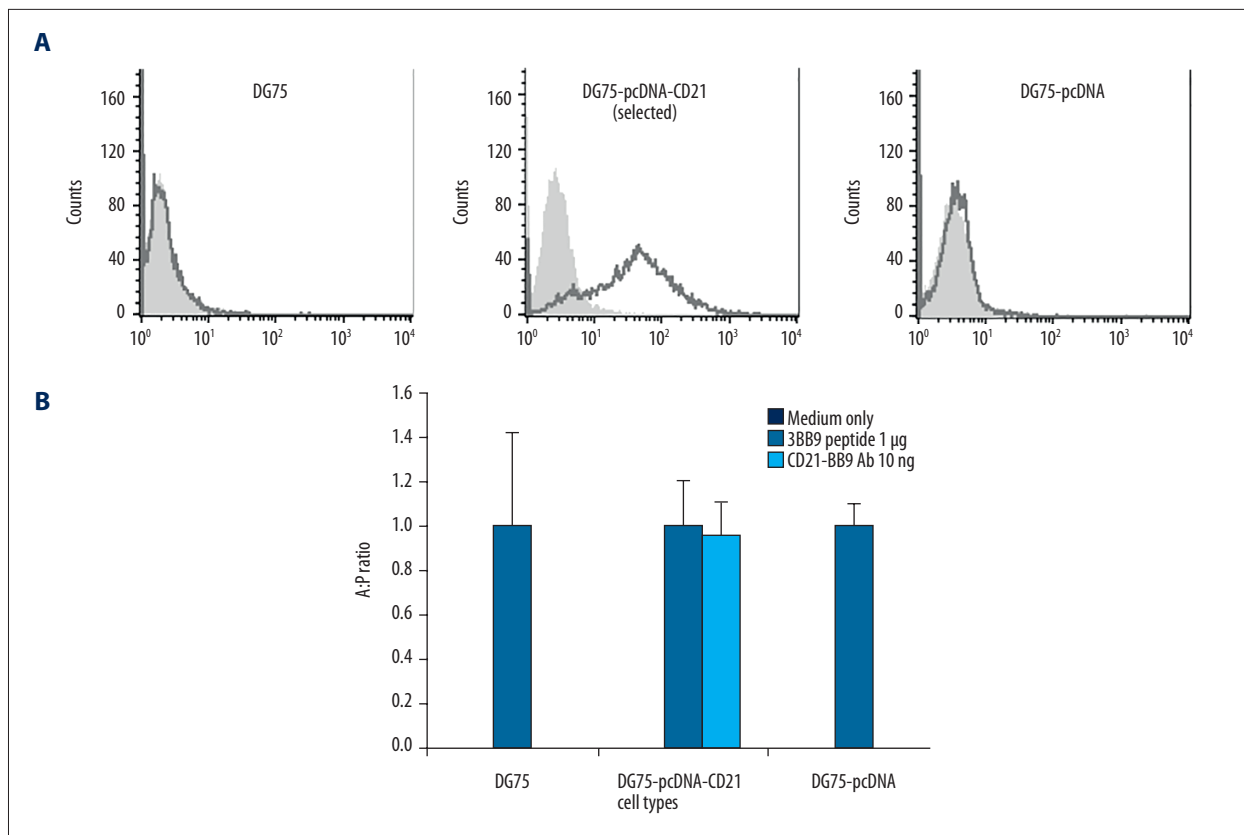 A
DG75
160
120
80
40
0
Counts
10⁰ 10¹ 10² 10³ 10⁴
DG75-pcDNA-CD21
(selected)
160
120
80
40
0
Counts
10⁰ 10¹ 10² 10³ 10⁴
DG75-pcDNA
160
120
80
40
0
Counts
10⁰ 10¹ 10² 10³ 10⁴
B
1.6
1.4
1.2
1.0
0.8
0.6
0.4
0.2
0.0
A:P ratio
Medium only
3BB9 peptide 1 μg
CD21-BB9 Ab 10 ng
DG75
DG75-pcDNA-CD21
cell types
DG75-pcDNA